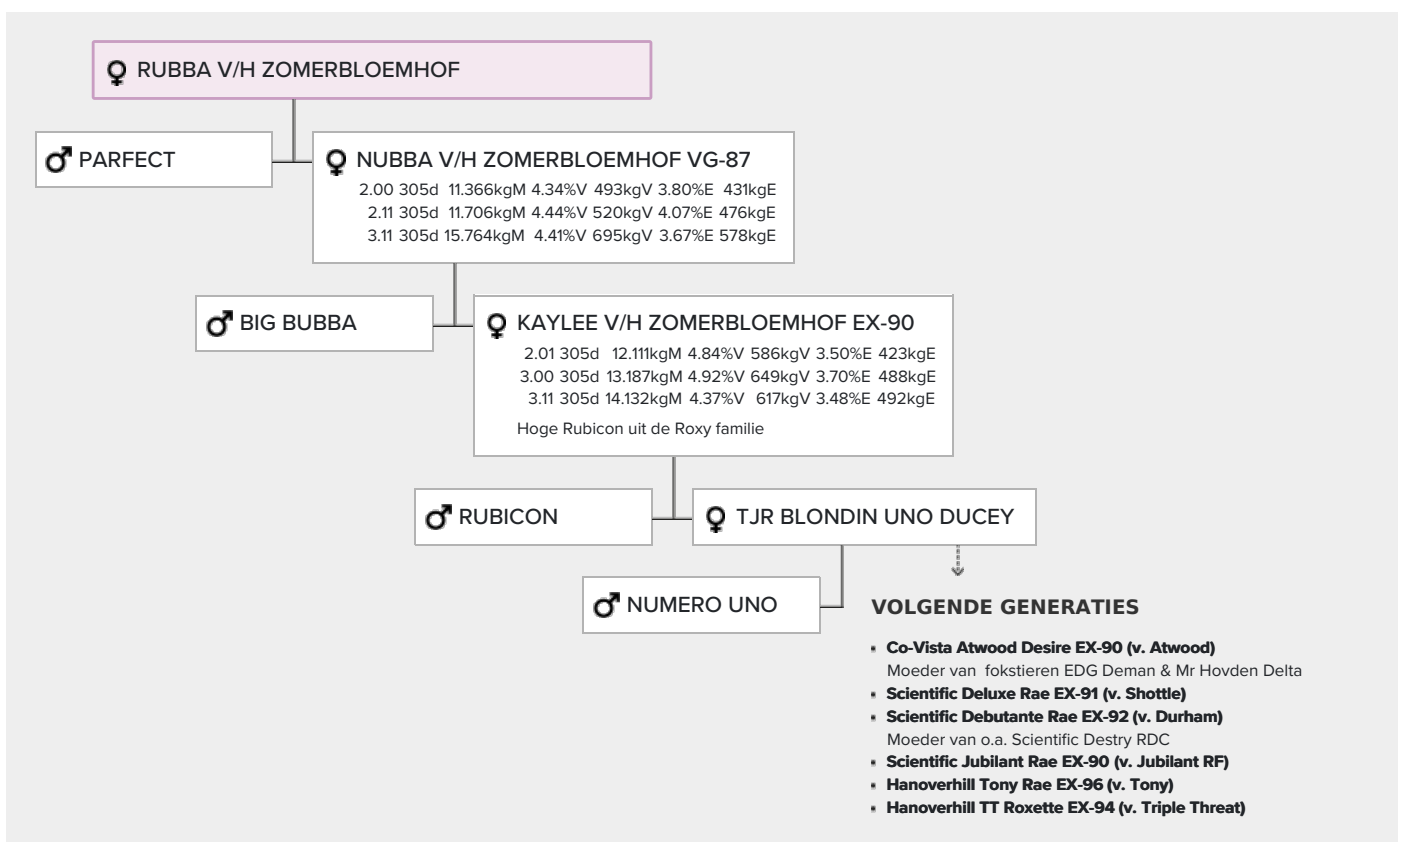 RUBBA V/H ZOMERBLOEMHOF
PARFECT
NUBBA V/H ZOMERBLOEMHOF VG-87
2.00 305d 11.366kgM 4.34%V 493kgV 3.80%E 431kgE
2.11 305d 11.706kgM 4.44%V 520kgV 4.07%E 476kgE
3.11 305d 15.764kgM 4.41%V 695kgV 3.67%E 578kgE
BIG BUBBA
KAYLEE V/H ZOMERBLOEMHOF EX-90
2.01 305d 12.111kgM 4.84%V 586kgV 3.50%E 423kgE
3.00 305d 13.187kgM 4.92%V 649kgV 3.70%E 488kgE
3.11 305d 14.132kgM 4.37%V 617kgV 3.48%E 492kgE
Hoge Rubicon uit de Roxy familie
RUBICON
TJR BLONDIN UNO DUCEY
NUMERO UNO
VOLGENDE GENERATIES
Co-Vista Atwood Desire EX-90 (v. Atwood)
Moeder van fokstieren EDG Deman & Mr Hovden Delta
Scientific Deluxe Rae EX-91 (v. Shottle)
Scientific Debutante Rae EX-92 (v. Durham)
Moeder van o.a. Scientific Destry RDC
Scientific Jubilant Rae EX-90 (v. Jubilant RF)
Hanoverhill Tony Rae EX-96 (v. Tony)
Hanoverhill TT Roxette EX-94 (v. Triple Threat)